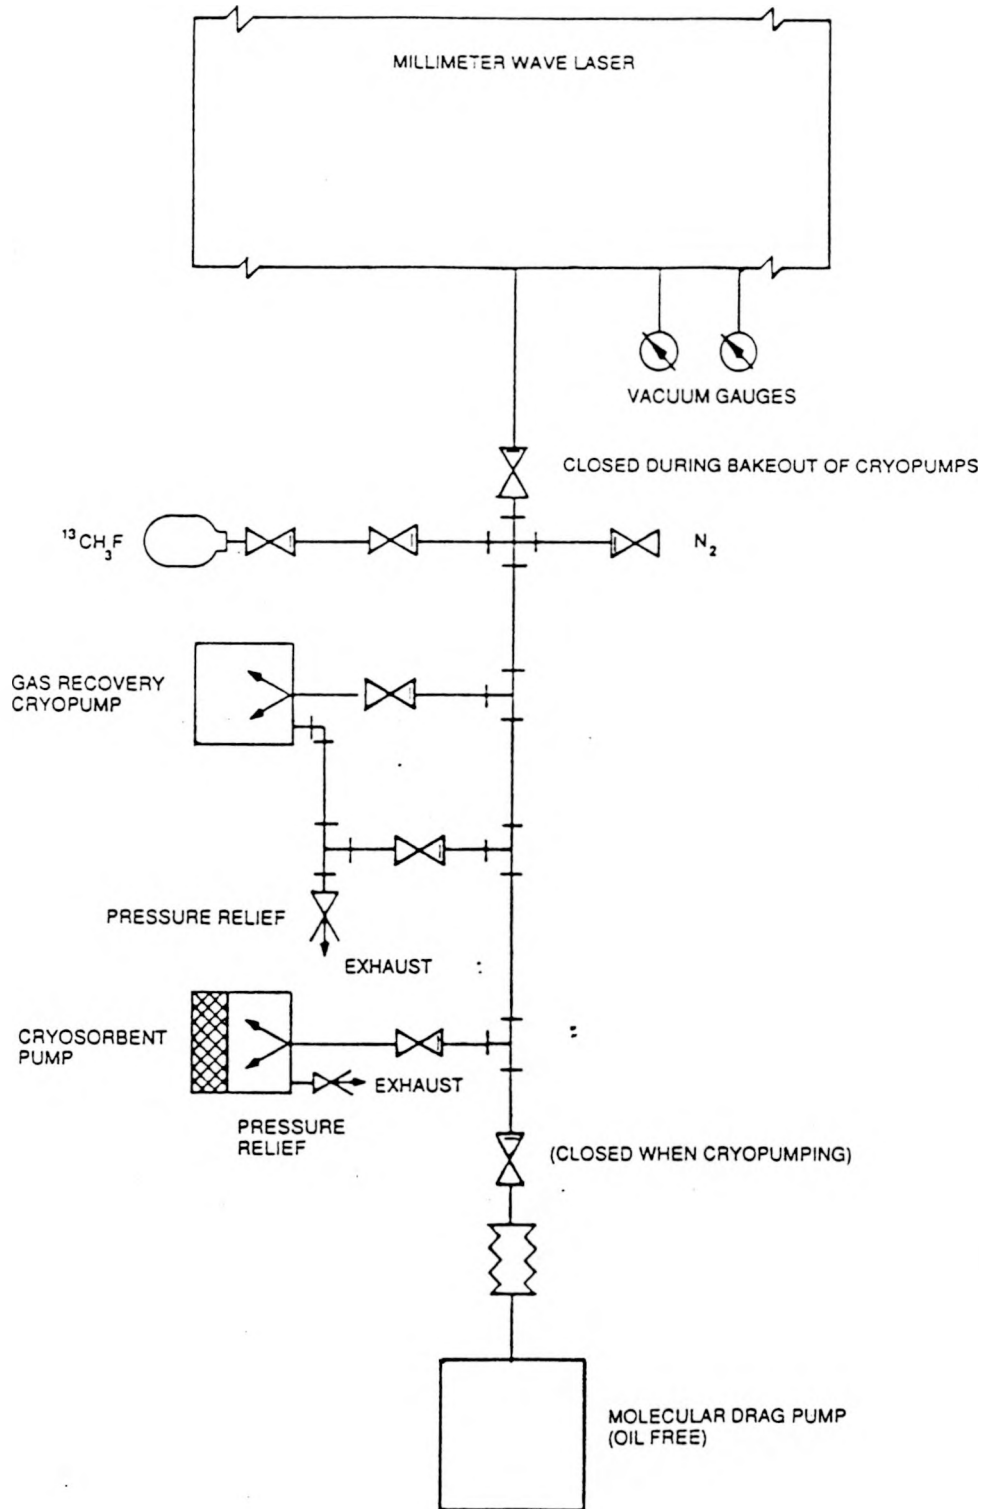 MILLIMETER WAVE LASER
VACUUM GAUGES
CLOSED DURING BAKEOUT OF CRYOPUMPS
¹³CH₃F
N₂
GAS RECOVERY
CRYOPUMP
PRESSURE RELIEF
EXHAUST
CRYOSORBENT
PUMP
EXHAUST
PRESSURE
RELIEF
(CLOSED WHEN CRYOPUMPING)
MOLECULAR DRAG PUMP
(OIL FREE)